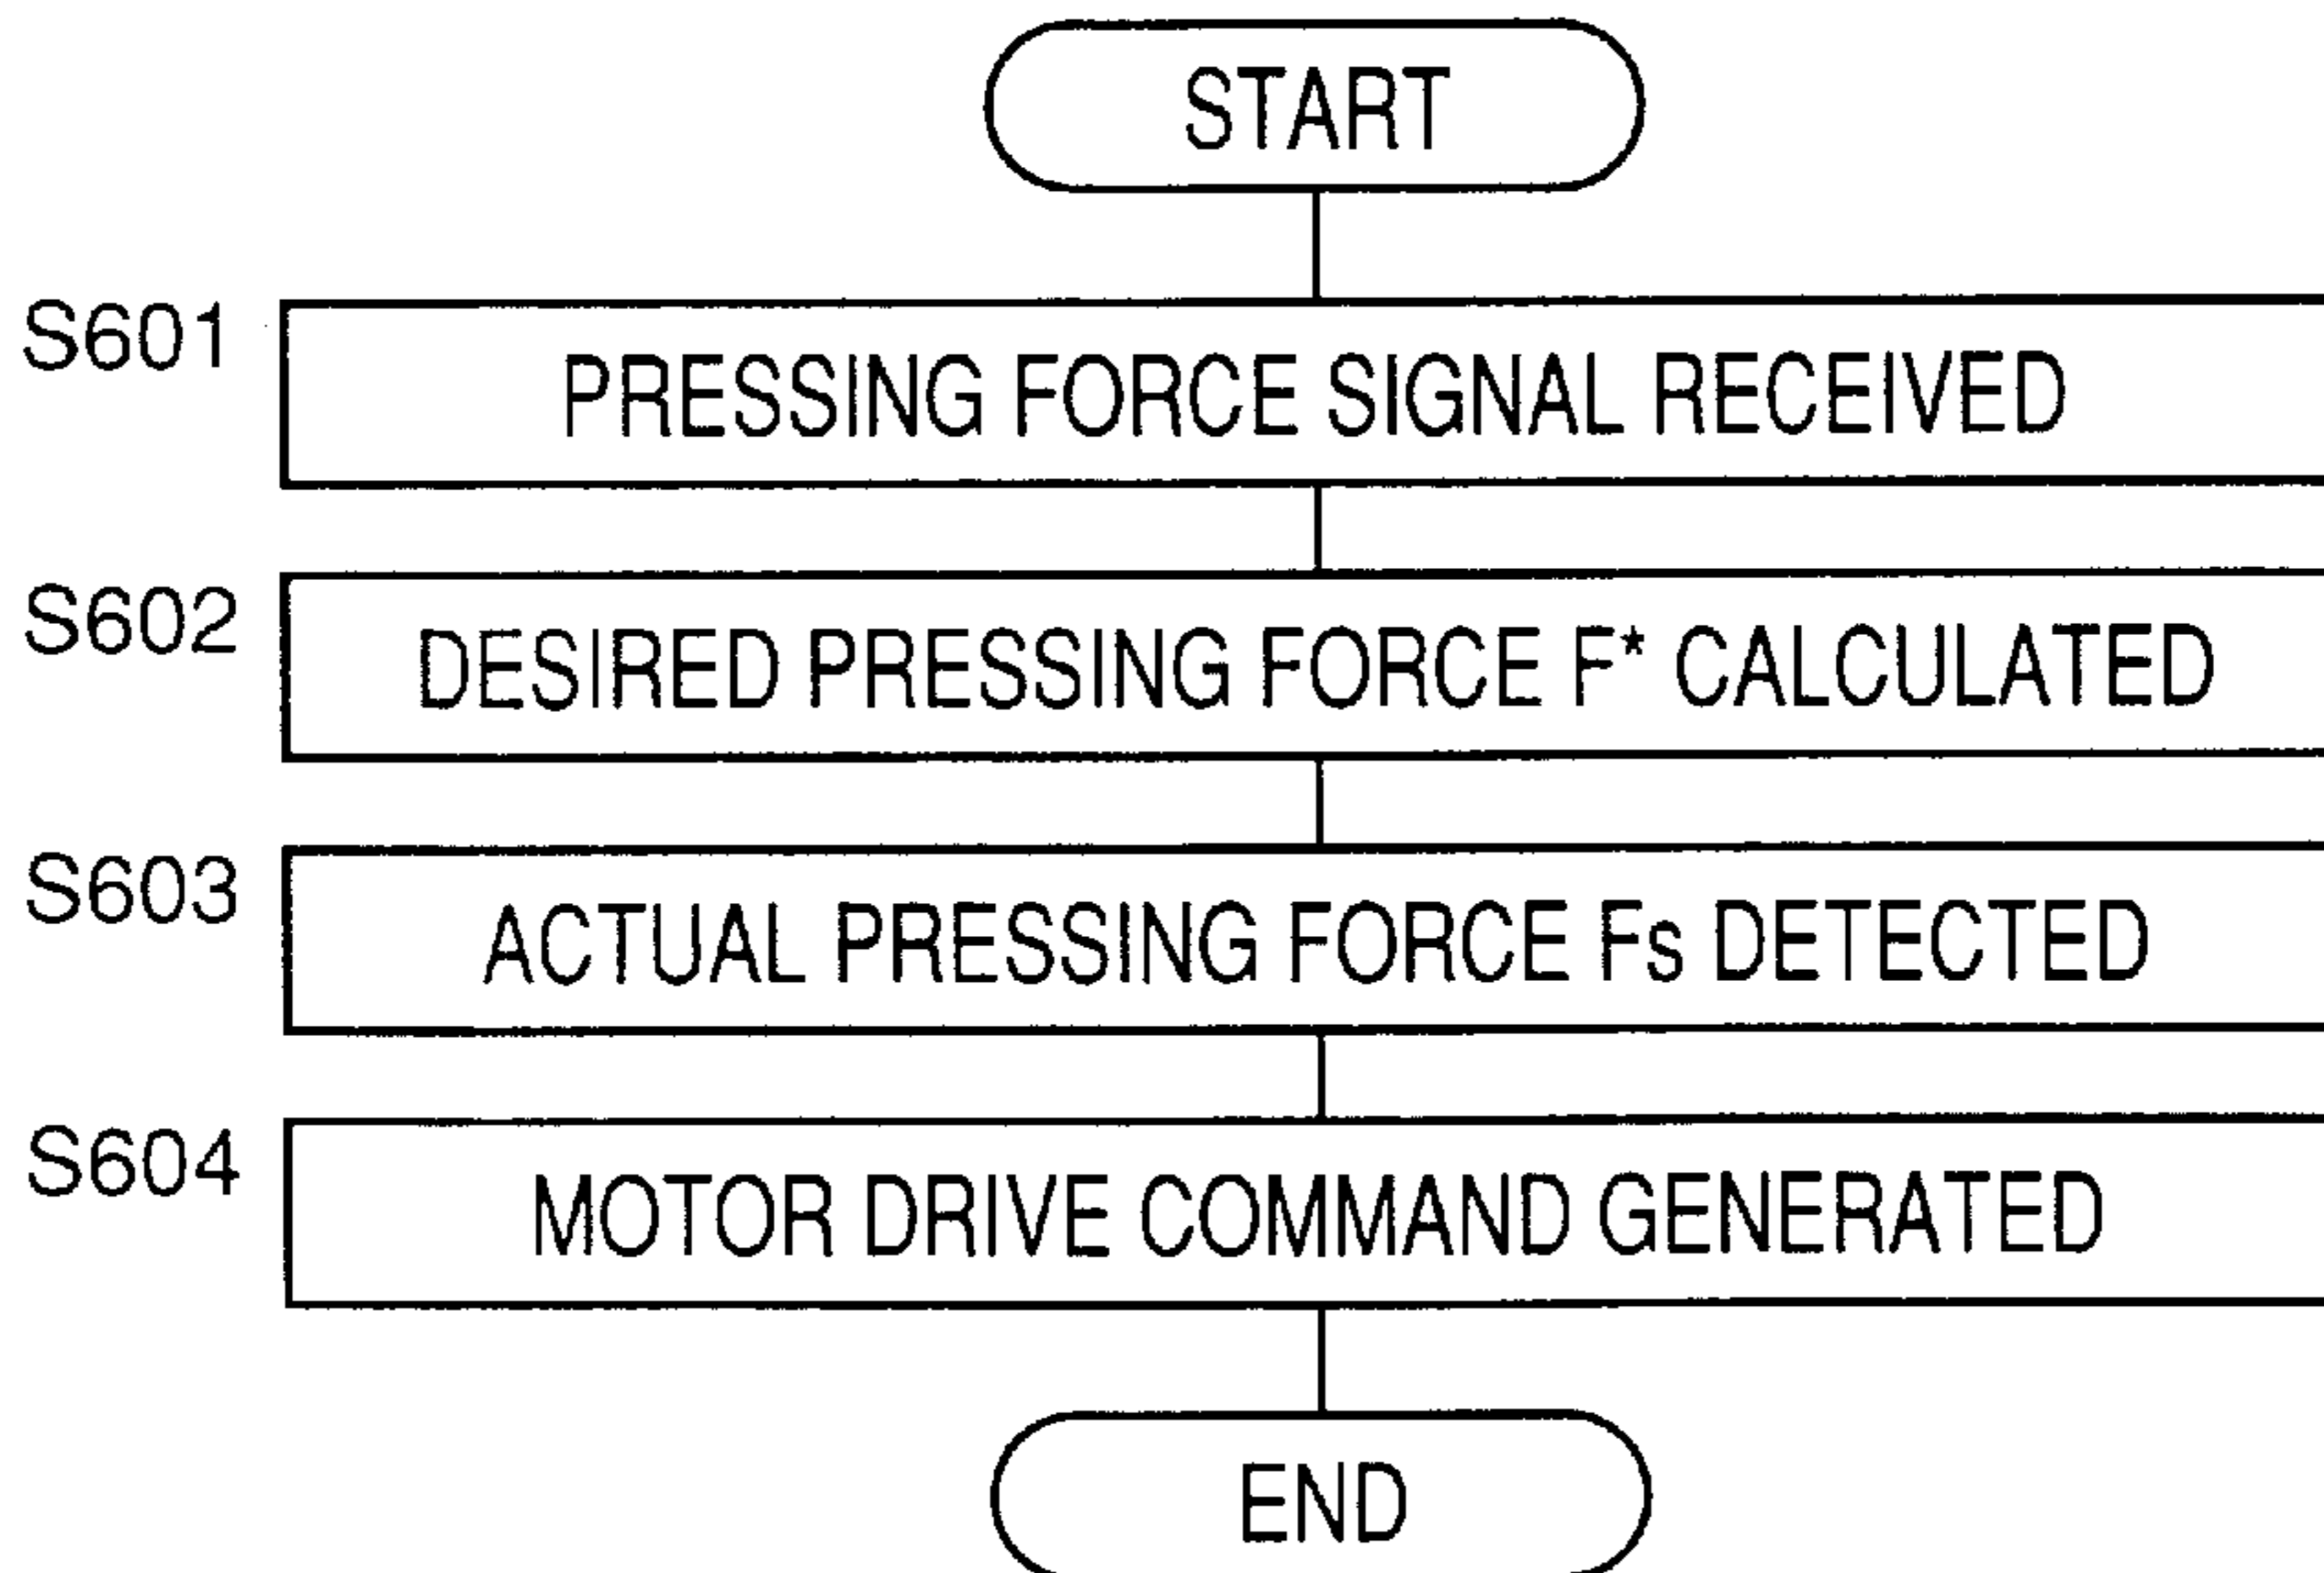 START
S601
PRESSING FORCE SIGNAL RECEIVED
S602
DESIRED PRESSING FORCE F* CALCULATED
S603
ACTUAL PRESSING FORCE Fs DETECTED
S604
MOTOR DRIVE COMMAND GENERATED
END